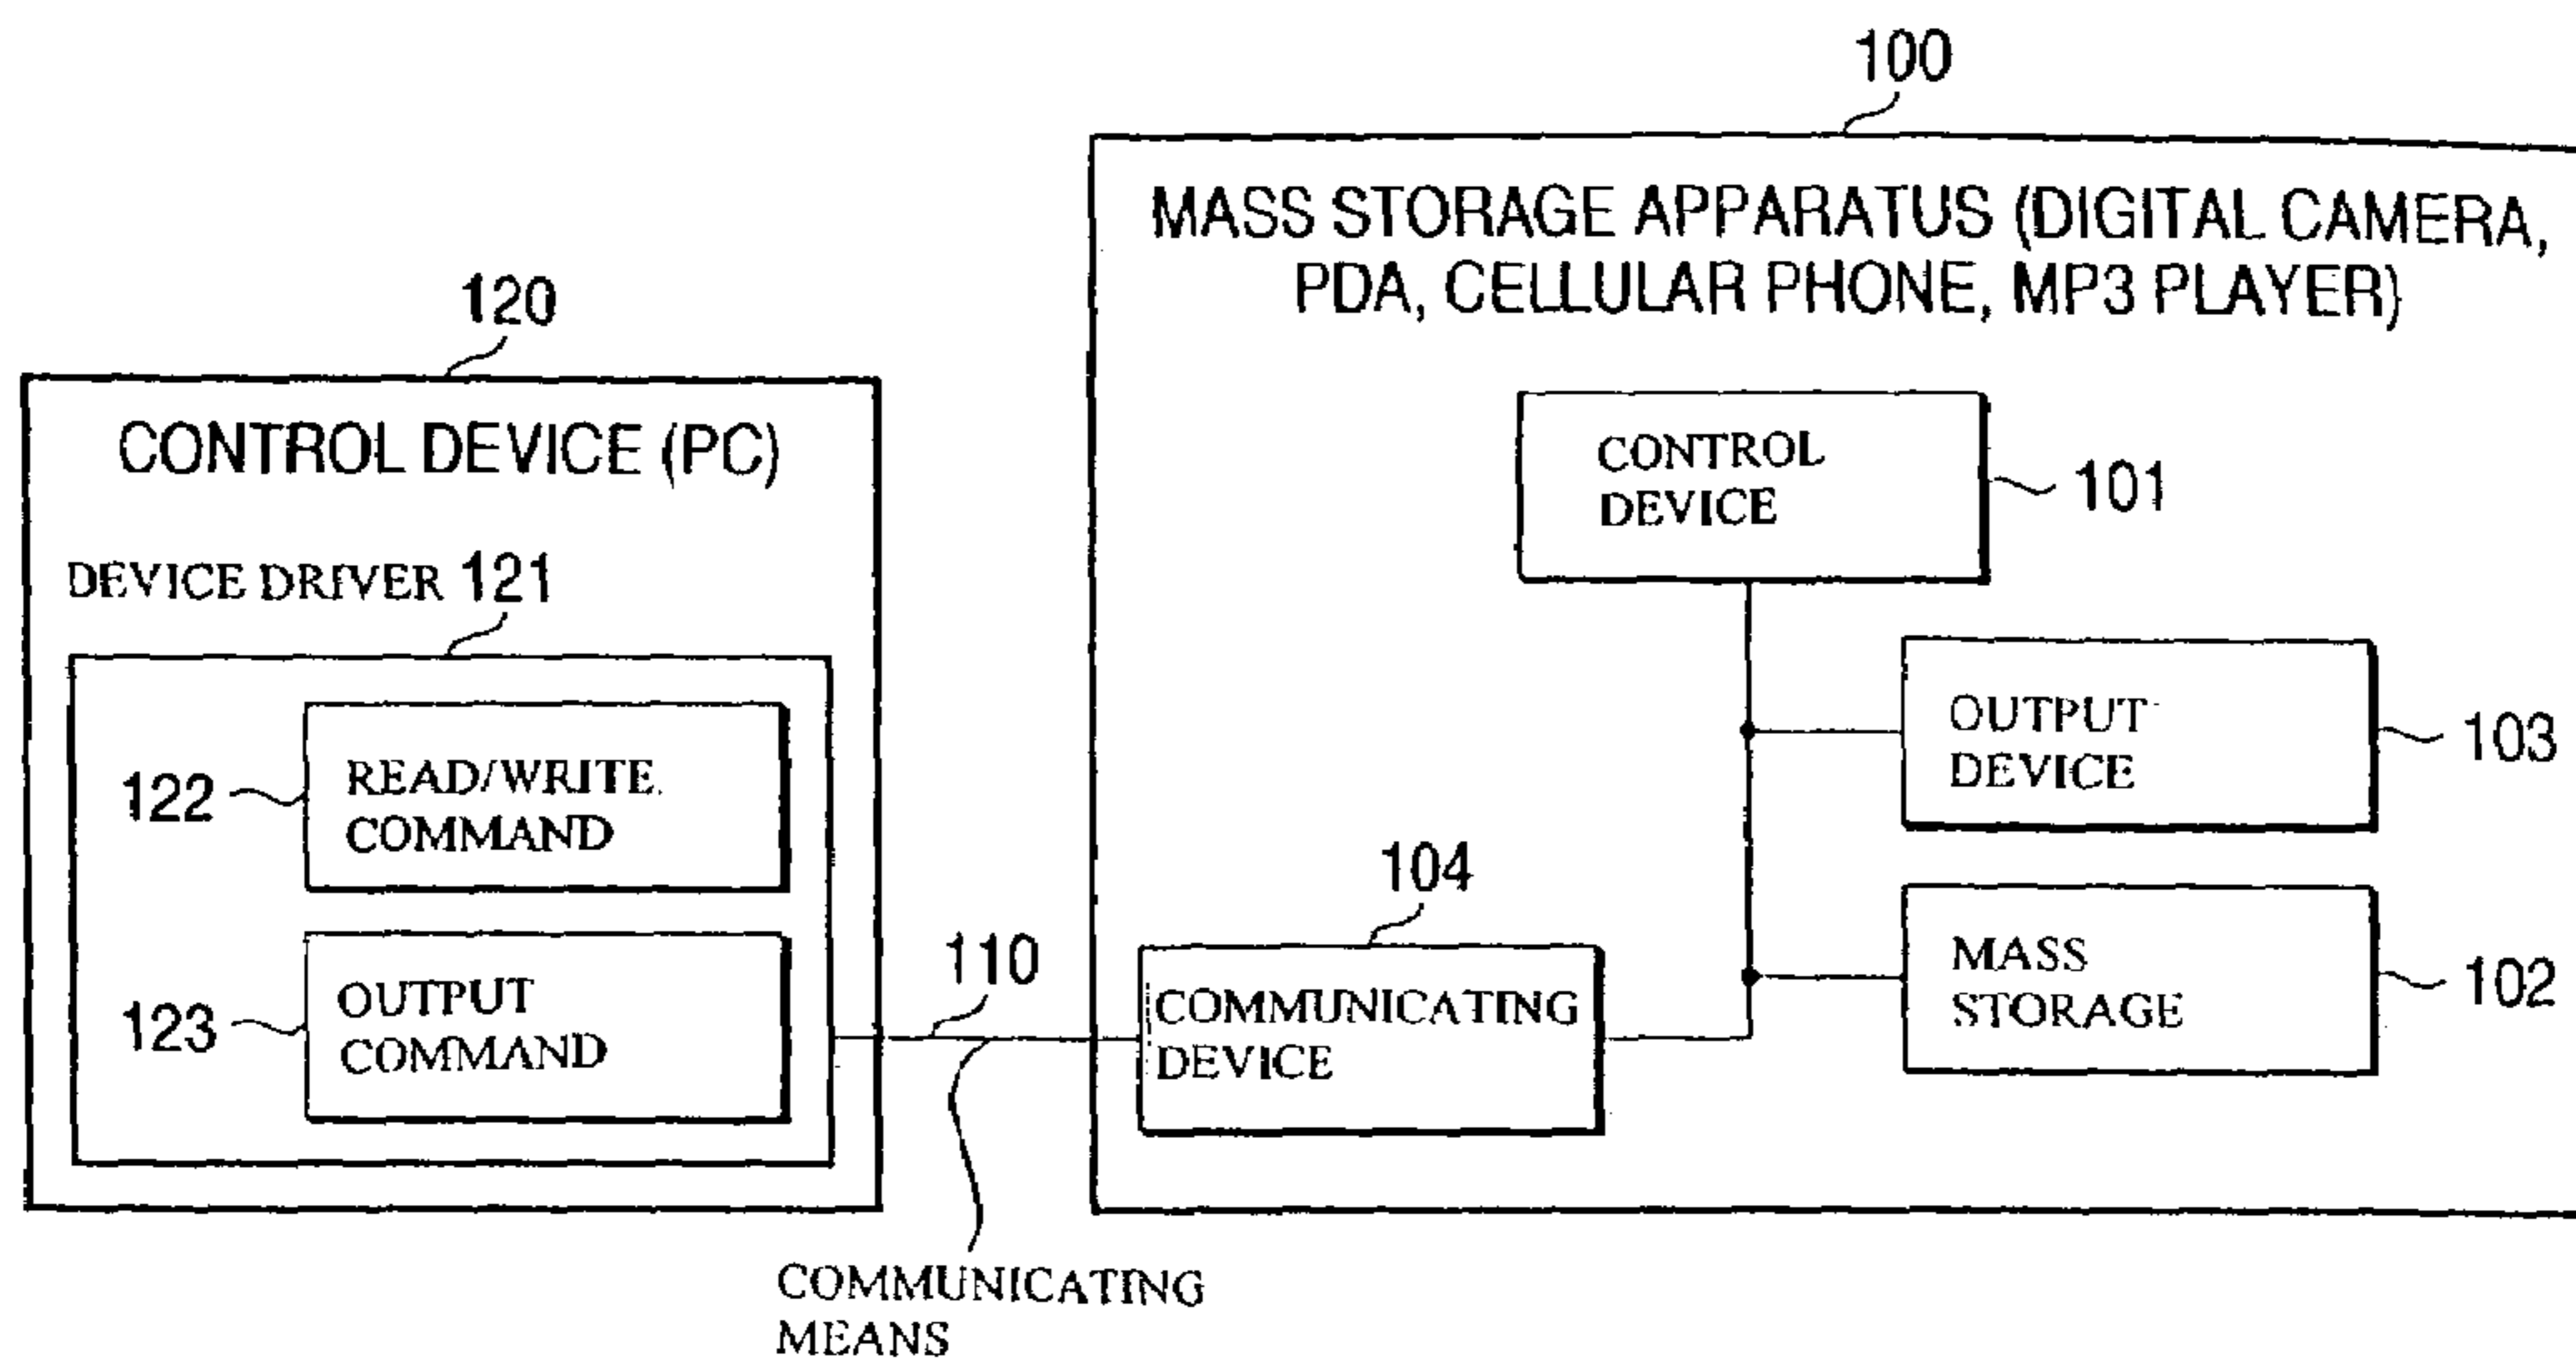 100
MASS STORAGE APPARATUS (DIGITAL CAMERA,
PDA, CELLULAR PHONE, MP3 PLAYER)
120
CONTROL DEVICE (PC)
CONTROL
DEVICE
101
DEVICE DRIVER 121
OUTPUT
DEVICE
103
122
READ/WRITE
COMMAND
104
MASS
STORAGE
102
110
123
OUTPUT
COMMAND
COMMUNICATING
DEVICE
COMMUNICATING
MEANS